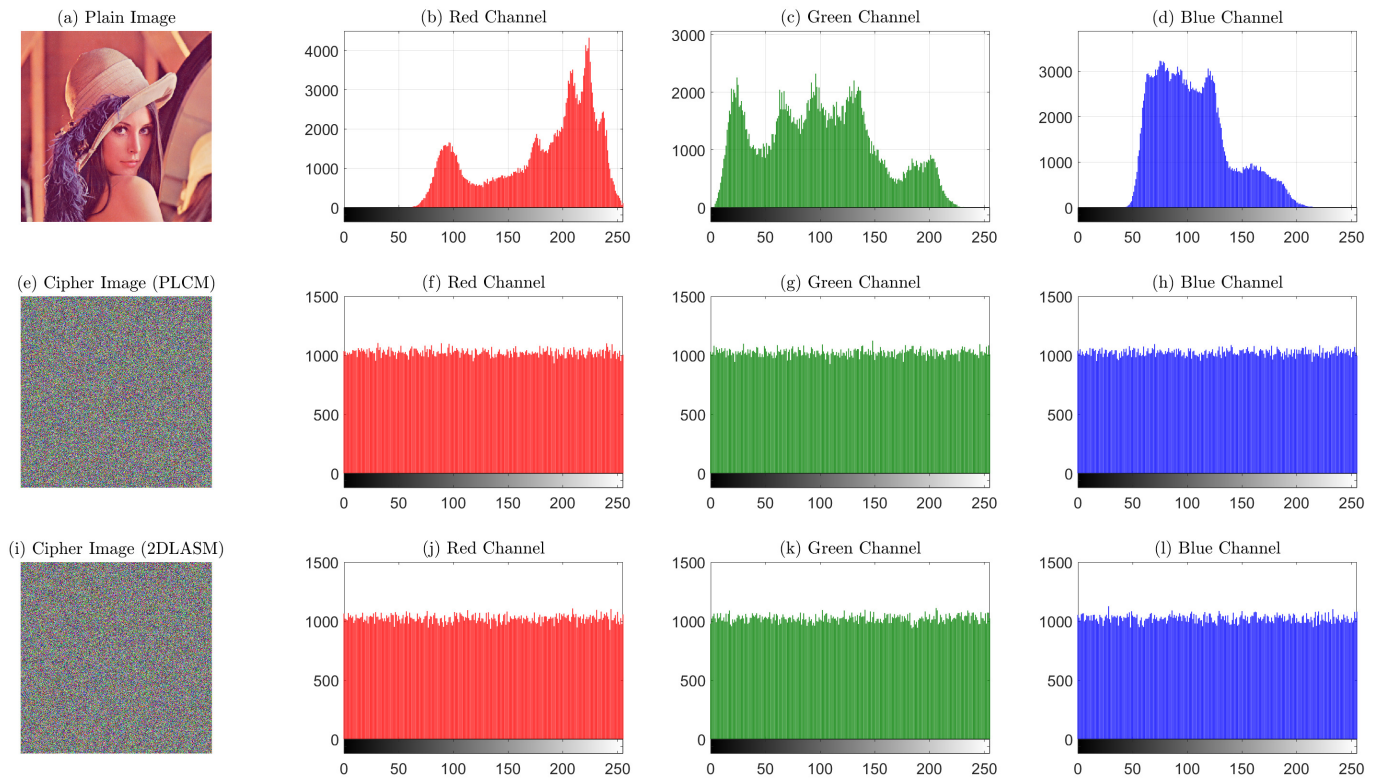 (a) Plain Image
(b) Red Channel
4000
3000
2000
1000
0
0 50 100 150 200 250
(c) Green Channel
3000
2000
1000
0
0 50 100 150 200 250
(d) Blue Channel
3000
2000
1000
0
0 50 100 150 200 250
(e) Cipher Image (PLCM)
(f) Red Channel
1500
1000
500
0
0 50 100 150 200 250
(g) Green Channel
1500
1000
500
0
0 50 100 150 200 250
(h) Blue Channel
1500
1000
500
0
0 50 100 150 200 250
(i) Cipher Image (2DLASM)
(j) Red Channel
1500
1000
500
0
0 50 100 150 200 250
(k) Green Channel
1500
1000
500
0
0 50 100 150 200 250
(l) Blue Channel
1500
1000
500
0
0 50 100 150 200 250